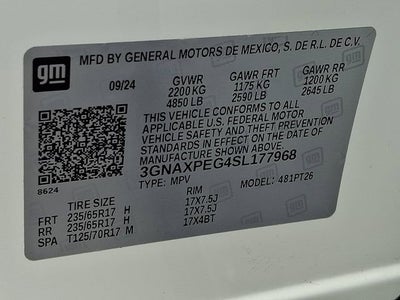 gm
MFD BY GENERAL MOTORS DE MEXICO, S. DE R.L. DE C.V.
09/24 GVWR GAWR FRT GAWR RR
2200 KG 1175 KG 1200 KG
4850 LB 2590 LB 2645 LB
THIS VEHICLE CONFORMS TO ALL
APPLICABLE U.S. FEDERAL MOTOR
VEHICLE SAFETY AND THEFT PREVENTION
STANDARDS IN EFFECT ON THE DATE OF
MANUFACTURE SHOWN ABOVE.
3GNAXPEG4SL177968
8624
TYPE: MPV MODEL: 481PT26
TIRE SIZE RIM
FRT 235/65R17 H 17X7.5J
RR 235/65R17 H 17X7.5J
SPA T125/70R17 M 17X4BT